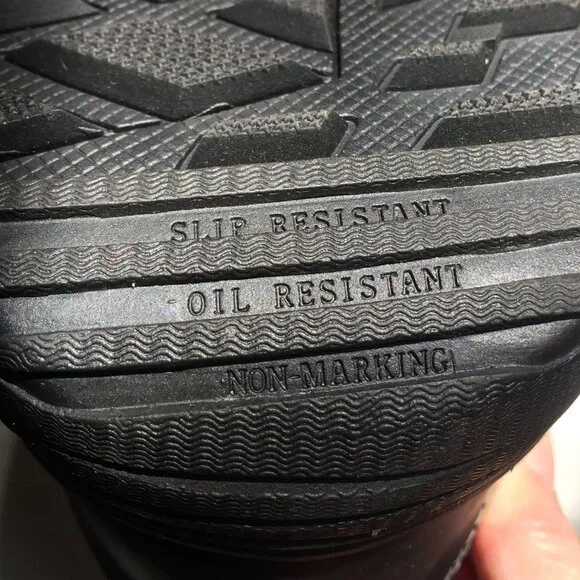 SLIP RESISTANT
OIL RESISTANT
NON-MARKING